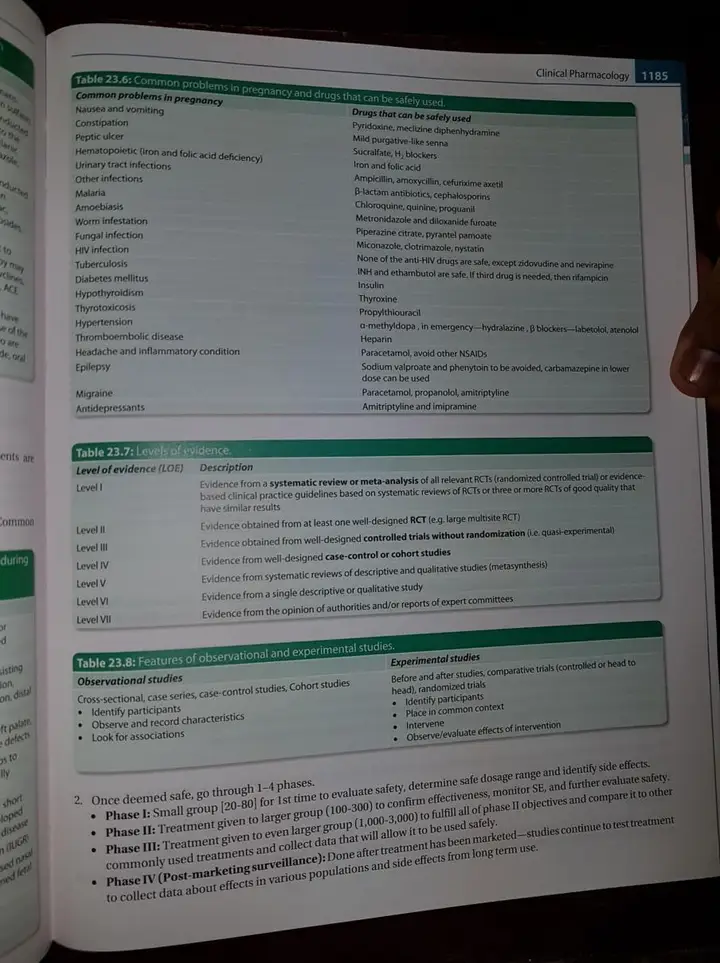 Clinical Pharmacology 1185
Table 23.6: Common problems in pregnancy and drugs that can be safely used.
Common problems in pregnancy Drugs that can be safely used
Nausea and vomiting Pyridoxine, meclizine diphenhydramine
Constipation Mild purgative-like senna
Peptic ulcer Sucralfate, H₂ blockers
Hematopoietic (iron and folic acid deficiency) Iron and folic acid
Urinary tract infections Ampicillin, amoxycillin, cefurixime axetil
Other infections β-lactam antibiotics, cephalosporins
Malaria Chloroquine, quinine, proguanil
Amoebiasis Metronidazole and diloxanide furoate
Worm infestation Piperazine citrate, pyrantel pamoate
Fungal infection Miconazole, clotrimazole, nystatin
HIV infection None of the anti-HIV drugs are safe, except zidovudine and nevirapine
Tuberculosis INH and ethambutol are safe. If third drug is needed, then rifampicin
Diabetes mellitus Insulin
Hypothyroidism Thyroxine
Thyrotoxicosis Propylthiouracil
Hypertension α-methyldopa , in emergency—hydralazine , β blockers—labetolol, atenolol
Thromboembolic disease Heparin
Headache and inflammatory condition Paracetamol, avoid other NSAIDs
Epilepsy Sodium valproate and phenytoin to be avoided, carbamazepine in lower
dose can be used
Migraine Paracetamol, propanolol, amitriptyline
Antidepressants Amitriptyline and imipramine
Table 23.7: Levels of evidence.
Level of evidence (LOE) Description
Level I Evidence from a systematic review or meta-analysis of all relevant RCTs (randomized controlled trial) or evidence-
based clinical practice guidelines based on systematic reviews of RCTs or three or more RCTs of good quality that
have similar results
Level II Evidence obtained from at least one well-designed RCT (e.g. large multisite RCT)
Level III Evidence obtained from well-designed controlled trials without randomization (i.e. quasi-experimental)
Level IV Evidence from well-designed case-control or cohort studies
Level V Evidence from systematic reviews of descriptive and qualitative studies (metasynthesis)
Level VI Evidence from a single descriptive or qualitative study
Level VII Evidence from the opinion of authorities and/or reports of expert committees
Table 23.8: Features of observational and experimental studies.
Observational studies
Cross-sectional, case series, case-control studies, Cohort studies
• Identify participants
• Observe and record characteristics
• Look for associations
Experimental studies
Before and after studies, comparative trials (controlled or head to
head), randomized trials
• Identify participants
• Place in common context
• Intervene
• Observe/evaluate effects of intervention
2. Once deemed safe, go through 1–4 phases.
• Phase I: Small group [20-80] for 1st time to evaluate safety, determine safe dosage range and identify side effects.
• Phase II: Treatment given to larger group (100-300) to confirm effectiveness, monitor SE, and further evaluate safety.
• Phase III: Treatment given to even larger group (1,000-3,000) to fulfill all of phase II objectives and compare it to other
commonly used treatments and collect data that will allow it to be used safely.
• Phase IV (Post-marketing surveillance): Done after treatment has been marketed—studies continue to test treatment
to collect data about effects in various populations and side effects from long term use.